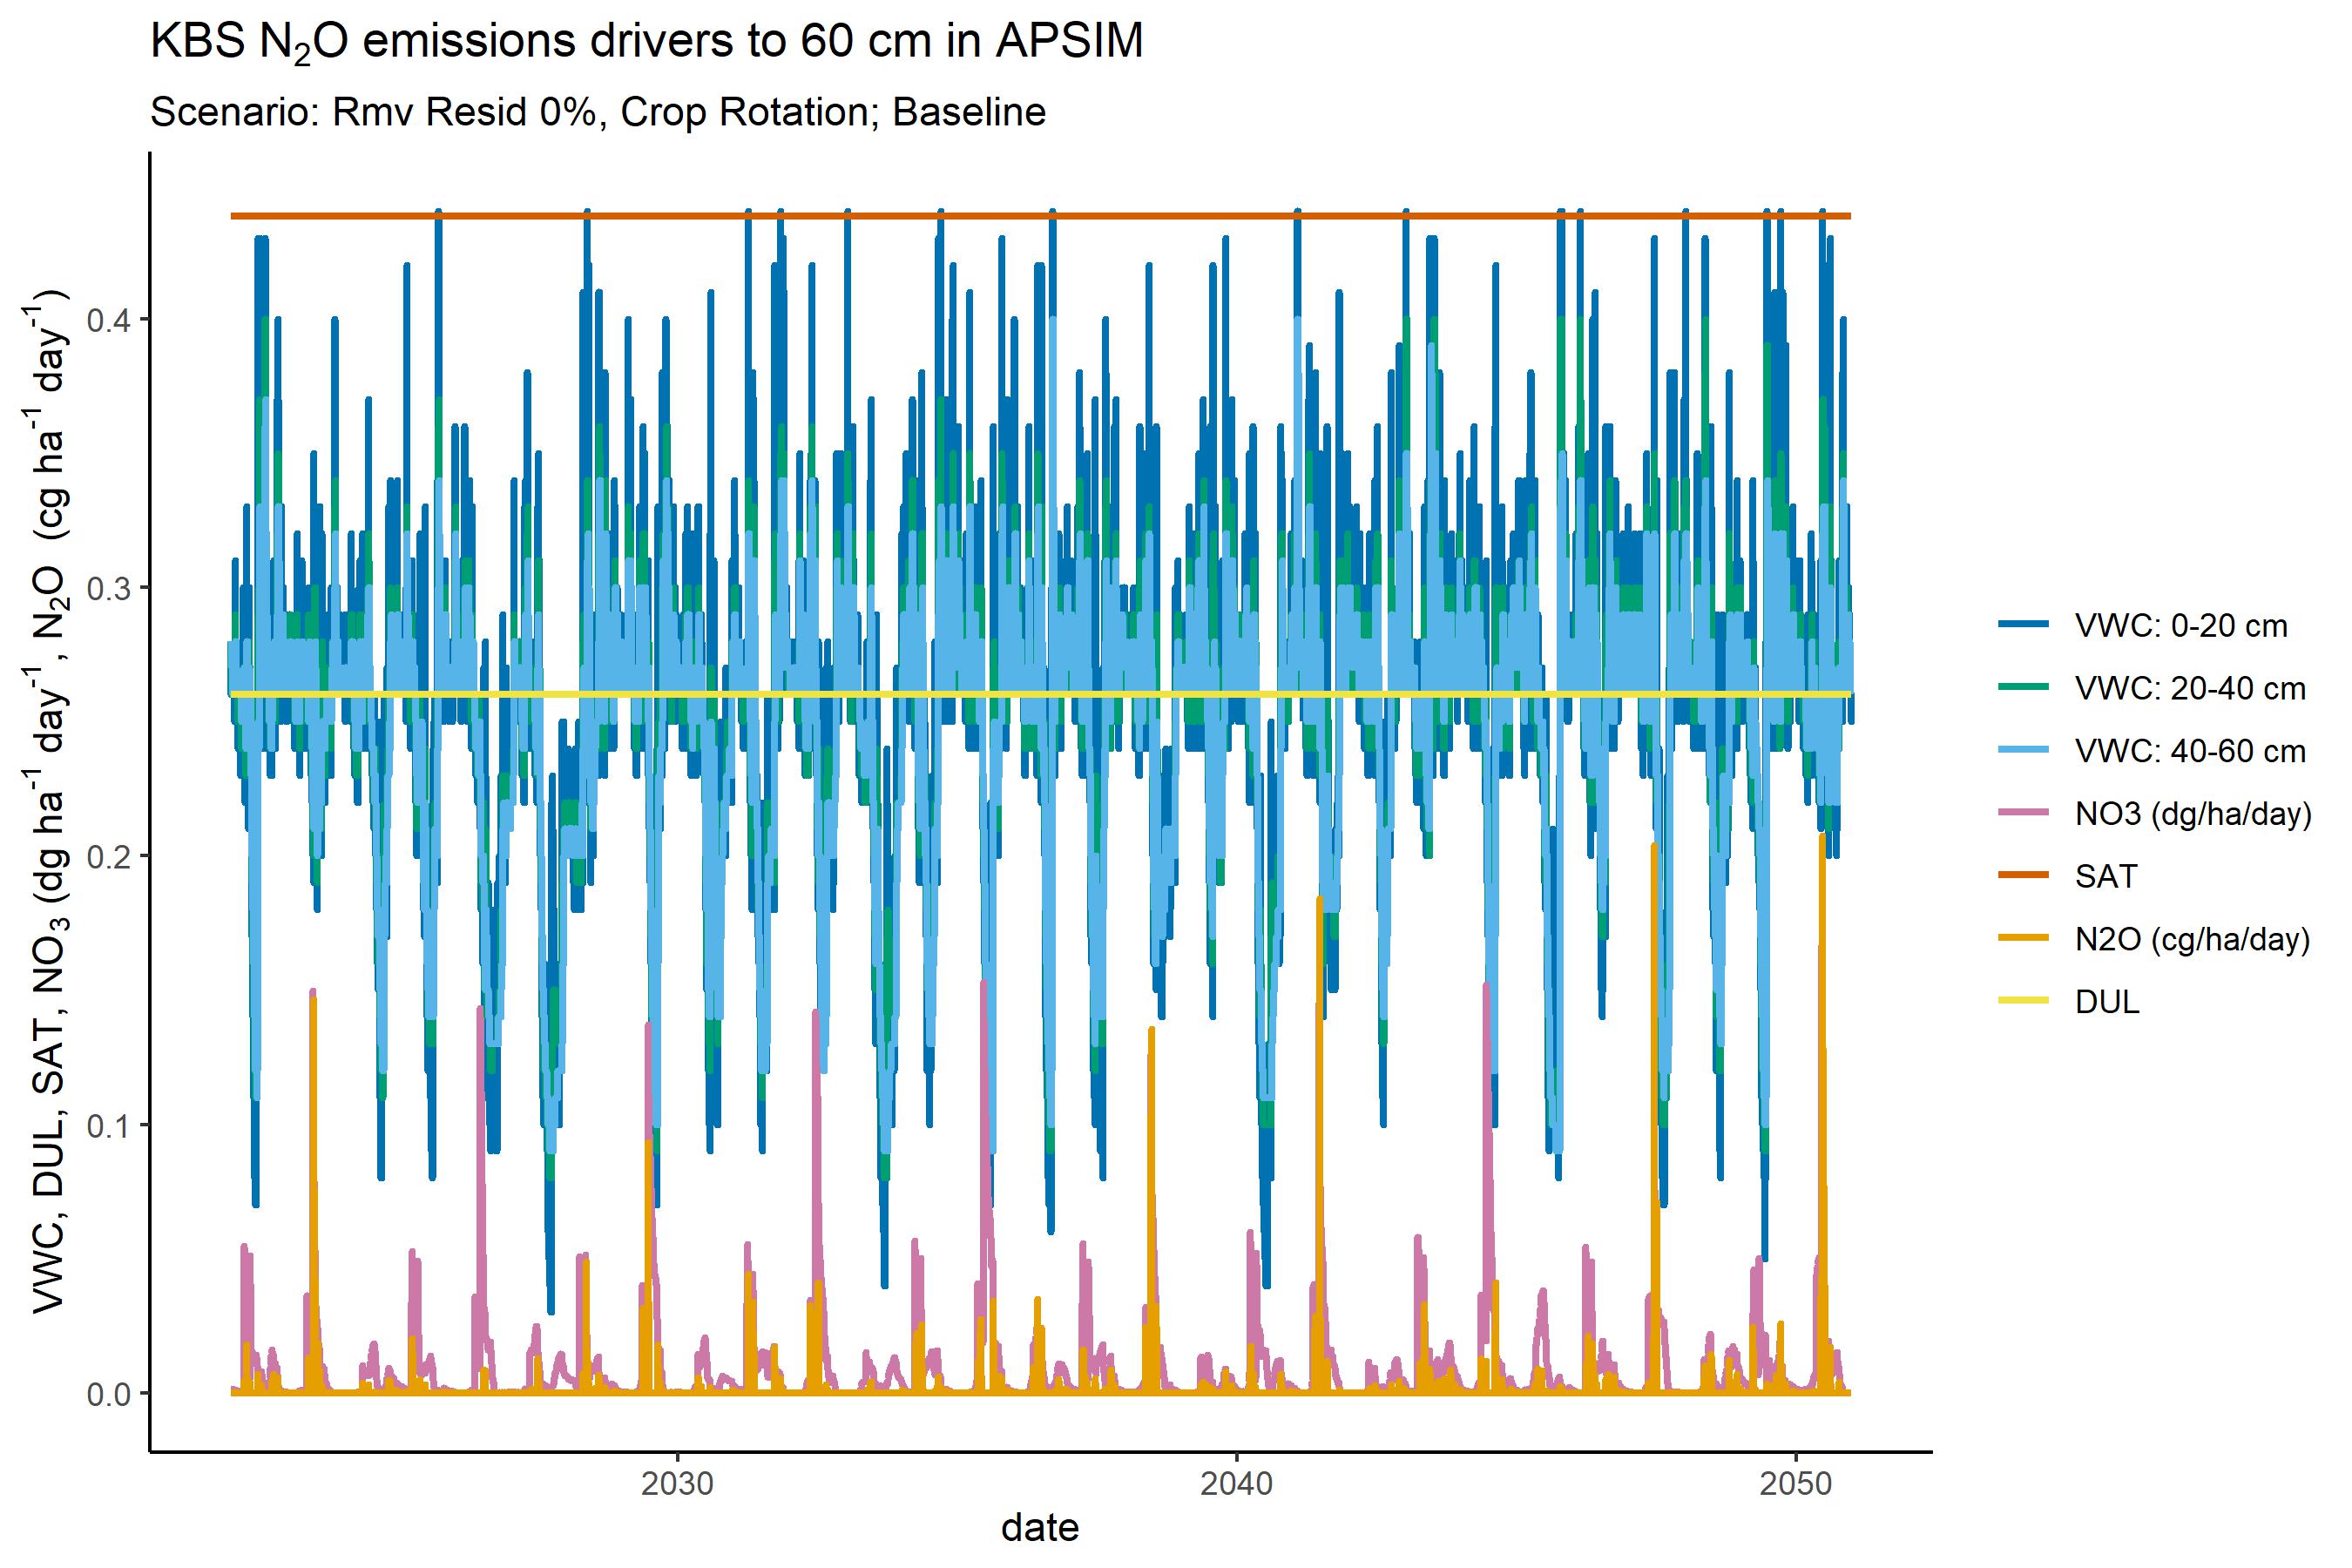 KBS N₂O emissions drivers to 60 cm in APSIM
Scenario: Rmv Resid 0%, Crop Rotation; Baseline
VWC, DUL, SAT, NO₃ (dg ha⁻¹ day⁻¹, N₂O  (cg ha⁻¹ day⁻¹)
0.4
0.3
0.2
0.1
0.0
2030
2040
2050
date
VWC: 0-20 cm
VWC: 20-40 cm
VWC: 40-60 cm
NO3 (dg/ha/day)
SAT
N2O (cg/ha/day)
DUL